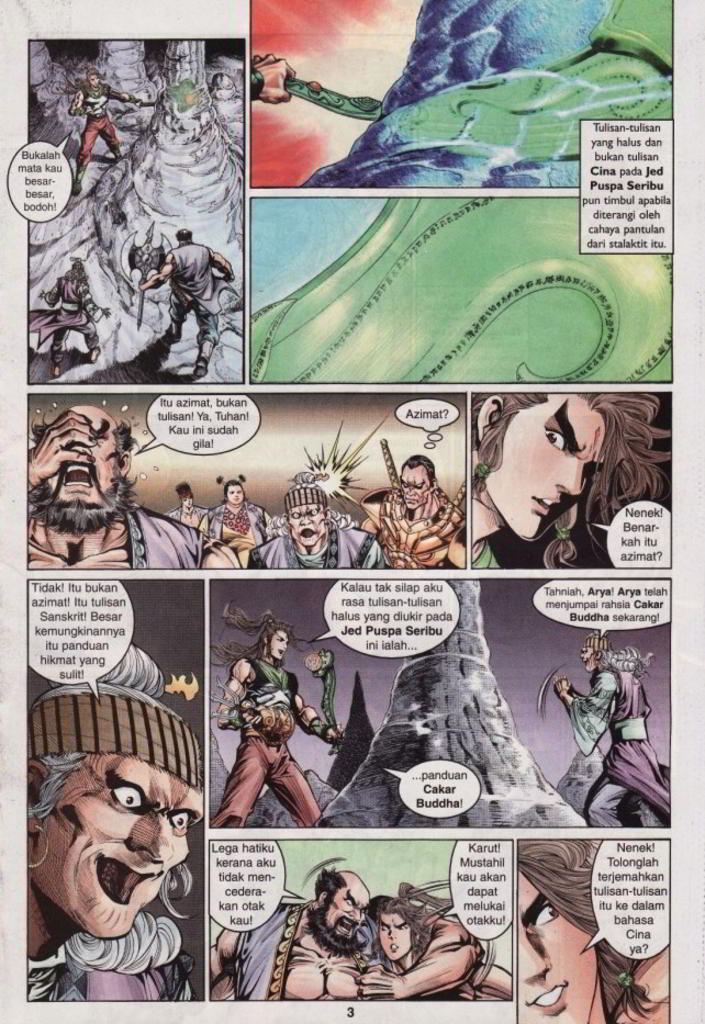 Bukalah
mata kau
besar-
besar,
bodoh!
Tulisan-tulisan
yang halus dan
bukan tulisan
Cina pada Jed
Puspa Seribu
pun timbul apabila
diterangi oleh
cahaya pantulan
dari stalaktit itu.
Itu azimat, bukan
tulisan! Ya, Tuhan!
Kau ini sudah
gila!
Azimat?
Nenek!
Benar-
kah itu
azimat?
Tidak! Itu bukan
azimat! Itu tulisan
Sanskrit! Besar
kemungkinannya
itu panduan
hikmat yang
sulit!
Kalau tak silap aku
rasa tulisan-tulisan
halus yang diukir pada
Jed Puspa Seribu
ini ialah...
...panduan
Cakar
Buddha!
Tahniah, Arya! Arya telah
menjumpai rahsia Cakar
Buddha sekarang!
Lega hatiku
kerana aku
tidak men-
cedera-
kan otak
kau!
Karut!
Mustahil
kau akan
dapat
melukai
otakku!
Nenek!
Tolonglah
terjemahkan
tulisan-tulisan
itu ke dalam
bahasa
Cina
ya?
3